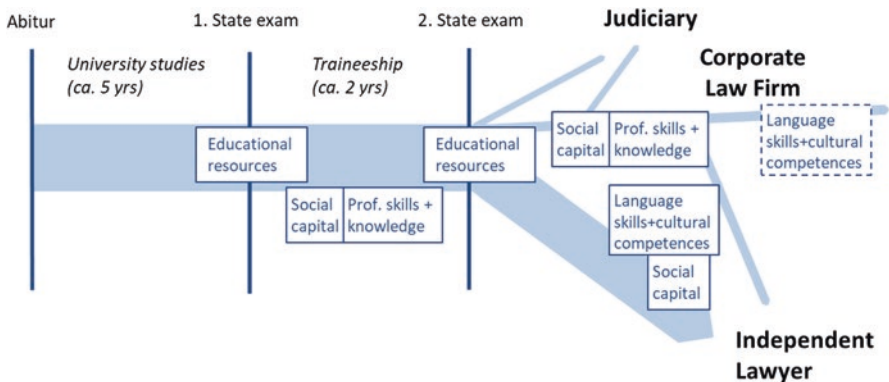 Abitur
1. State exam
2. State exam
Judiciary
University studies
(ca. 5 yrs)
Traineeship
(ca. 2 yrs)
Corporate
Law Firm
Educational
resources
Social
capital
Prof. skills +
knowledge
Educational
resources
Social
capital
Prof. skills +
knowledge
Language
skills+cultural
competences
Language
skills+cultural
competences
Social
capital
Independent
Lawyer